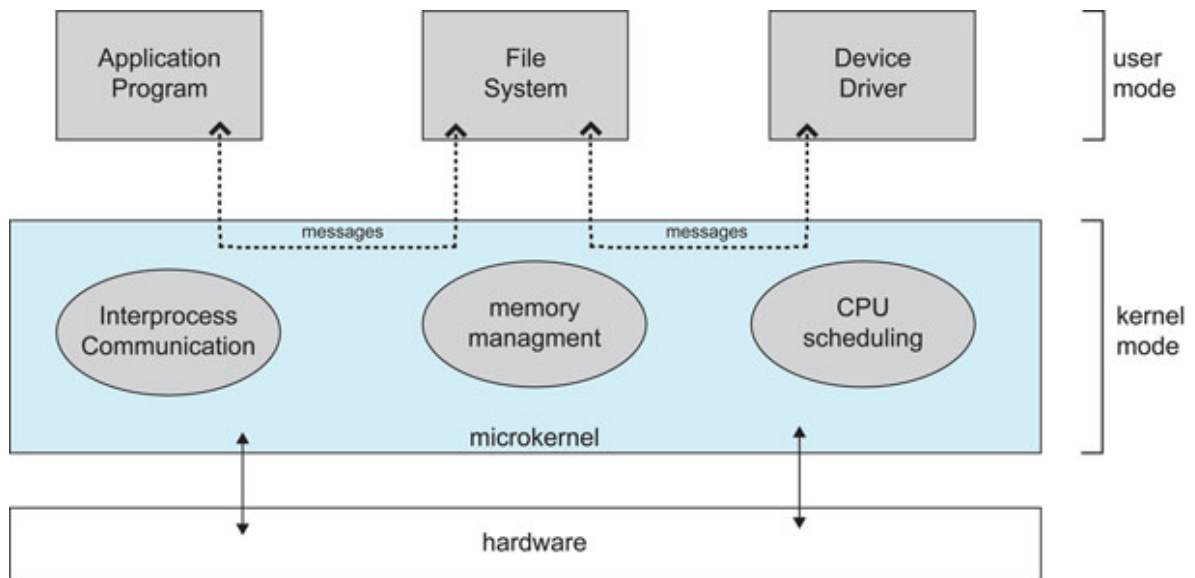 Application
Program
File
System
Device
Driver
user
mode
messages
messages
Interprocess
Communication
memory
managment
CPU
scheduling
kernel
mode
microkernel
hardware